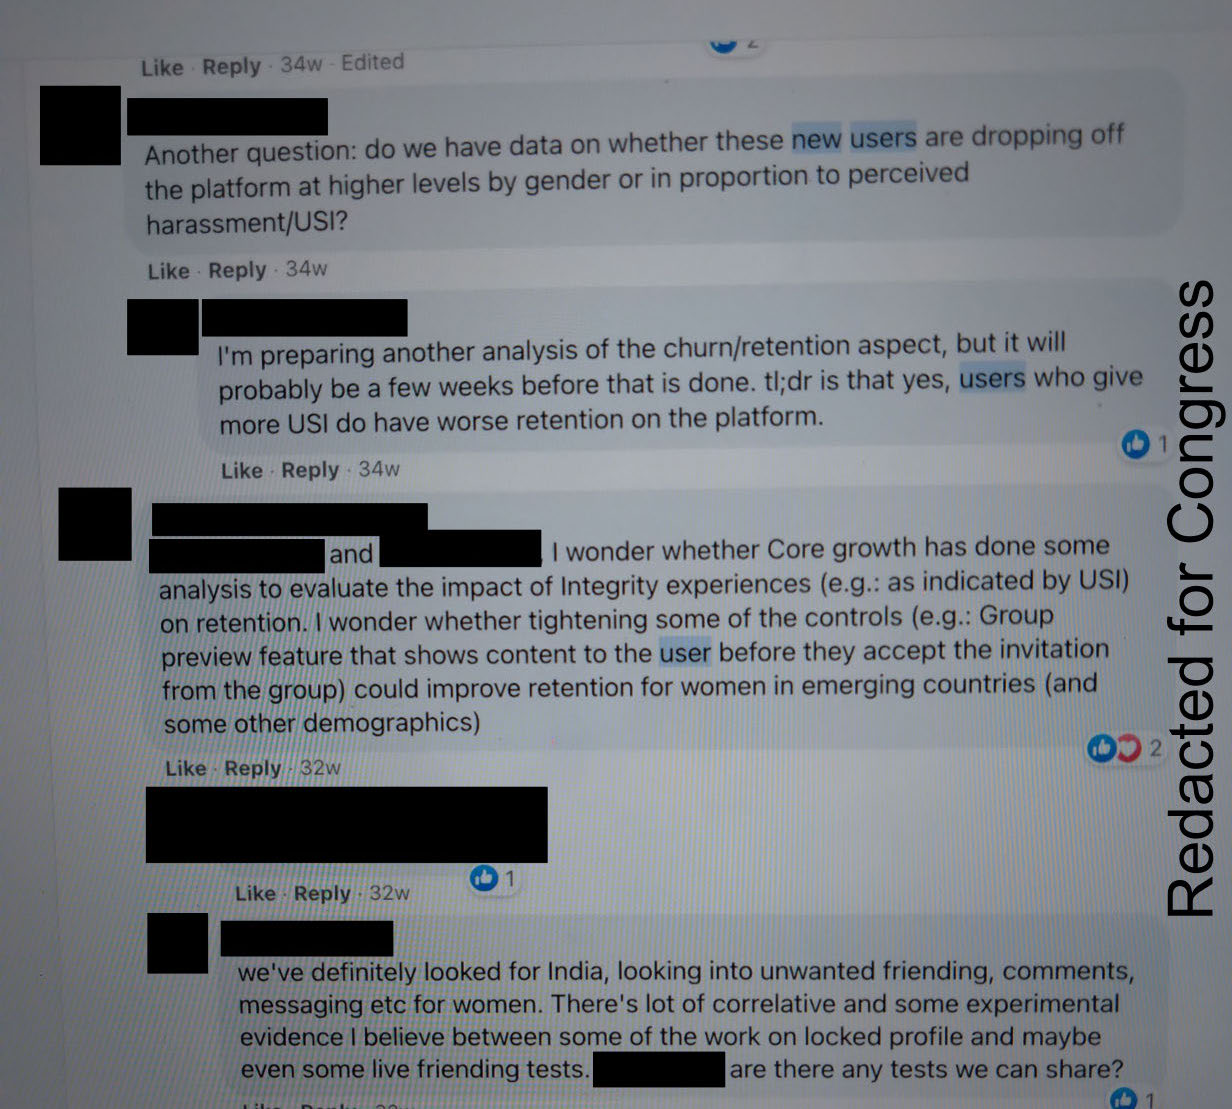 2
Like · Reply · 34w · Edited
Another question: do we have data on whether these new users are dropping off
the platform at higher levels by gender or in proportion to perceived
harassment/USI?
Like · Reply · 34w
I'm preparing another analysis of the churn/retention aspect, but it will
probably be a few weeks before that is done. tl;dr is that yes, users who give
more USI do have worse retention on the platform.
1
Like · Reply · 34w
and , I wonder whether Core growth has done some
analysis to evaluate the impact of Integrity experiences (e.g.: as indicated by USI)
on retention. I wonder whether tightening some of the controls (e.g.: Group
preview feature that shows content to the user before they accept the invitation
from the group) could improve retention for women in emerging countries (and
some other demographics)
2
Like · Reply · 32w
1
Like · Reply · 32w
we've definitely looked for India, looking into unwanted friending, comments,
messaging etc for women. There's lot of correlative and some experimental
evidence I believe between some of the work on locked profile and maybe
even some live friending tests. are there any tests we can share?
1
Redacted for Congress